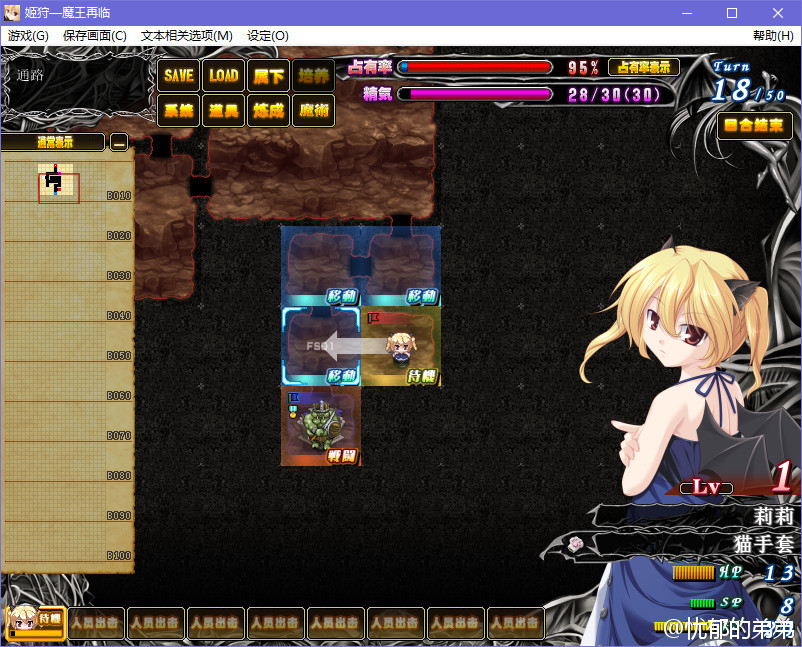 姬狩—魔王再临
游戏(G) 保存画面(C) 文本相关选项(M) 设定(O) 帮助(H)
通路
SAVE LOAD 属下 培养
系统 道具 炼成 魔術
占有率 95% 占有率表示
精氣 28/30(30)
Turn
18/50
回合结束
通常表示
B010
B020
B030
B040
B050
B060
B070
B080
B090
B100
移動 移動
FS01
移動 待機
戦闘
Lv 1
莉莉
猫手套
HP 13
SP 8
待機 人员出击 人员出击 人员出击 人员出击 人员出击 人员出击 人员出击 人员出击
@忧郁的弟弟